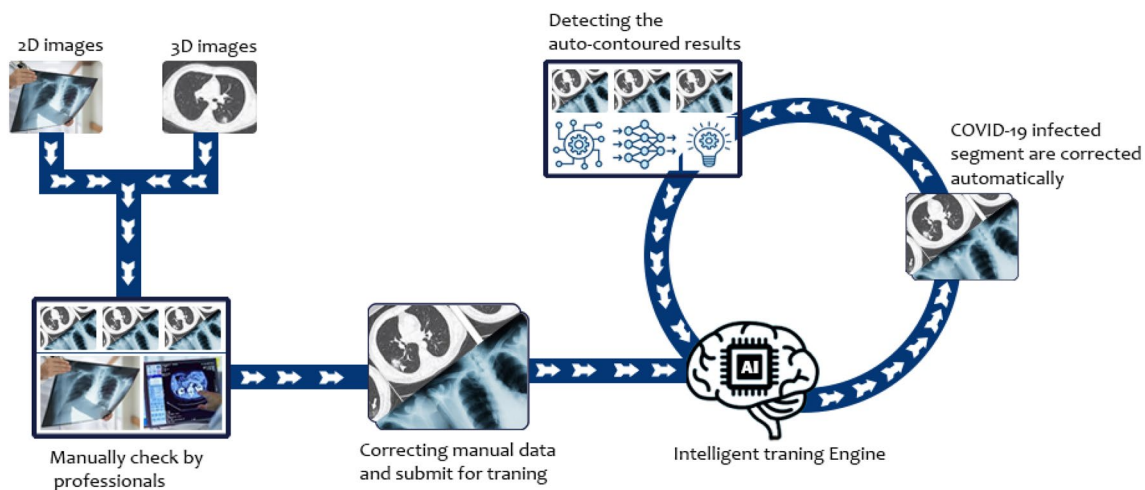 2D images
3D images
Detecting the
auto-contoured results
COVID-19 infected
segment are corrected
automatically
AI
Manually check by
professionals
Correcting manual data
and submit for traning
Intelligent traning Engine